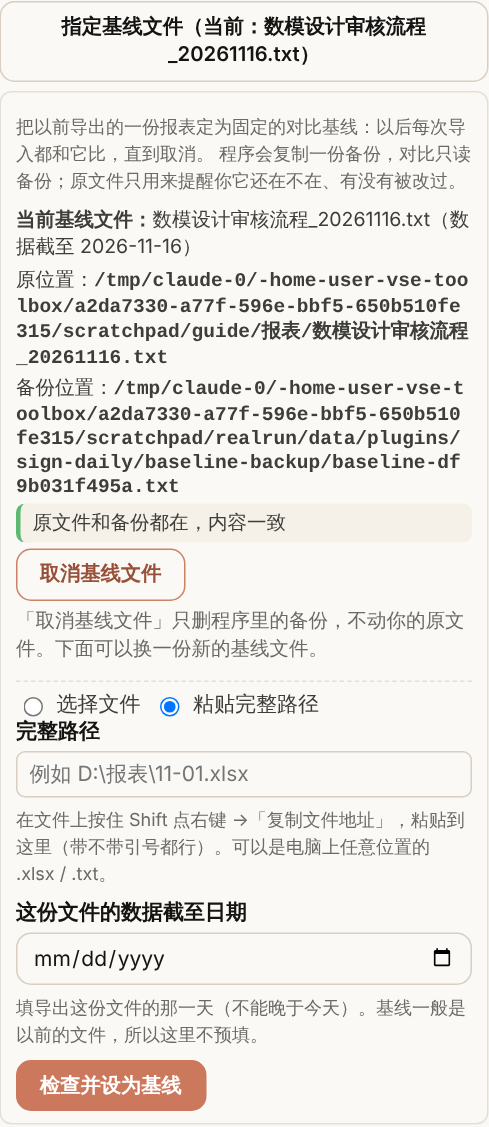 指定基线文件（当前：数模设计审核流程
_20261116.txt）
把以前导出的一份报表定为固定的对比基线：以后每次导
入都和它比，直到取消。 程序会复制一份备份，对比只读
备份；原文件只用来提醒你它还在不在、有没有被改过。
当前基线文件：数模设计审核流程_20261116.txt（数
据截至 2026-11-16）
原位置：/tmp/claude-0/-home-user-vse-too
lbox/a2da7330-a77f-596e-bbf5-650b510fe
315/scratchpad/guide/报表/数模设计审核流程
_20261116.txt
备份位置：/tmp/claude-0/-home-user-vse-t
oolbox/a2da7330-a77f-596e-bbf5-650b510
fe315/scratchpad/realrun/data/plugins/
sign-daily/baseline-backup/baseline-df
9b031f495a.txt
原文件和备份都在，内容一致
取消基线文件
「取消基线文件」只删程序里的备份，不动你的原文
件。下面可以换一份新的基线文件。
选择文件 粘贴完整路径
完整路径
例如 D:\报表\11-01.xlsx
在文件上按住 Shift 点右键 →「复制文件地址」，粘贴到
这里（带不带引号都行）。可以是电脑上任意位置的
.xlsx / .txt。
这份文件的数据截至日期
mm/dd/yyyy
填导出这份文件的那一天（不能晚于今天）。基线一般是
以前的文件，所以这里不预填。
检查并设为基线